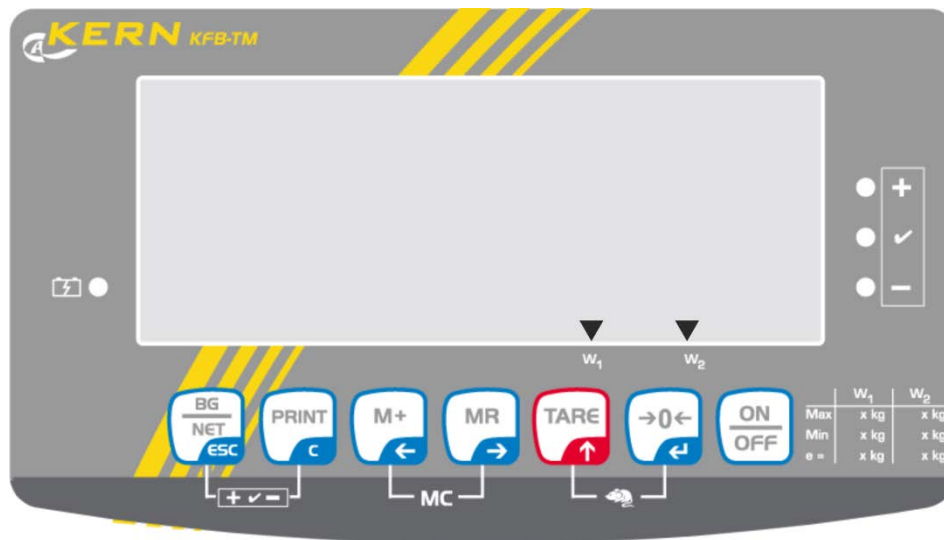 KERN KFB-TM
W₁ W₂
BG NET ESC
PRINT C
M+ ←
MR →
TARE ↑
→0← ↵
ON OFF
W₁ W₂
Max x kg x kg
Min x kg x kg
e = x kg x kg
+ ✓ −
MC
+
✓
−